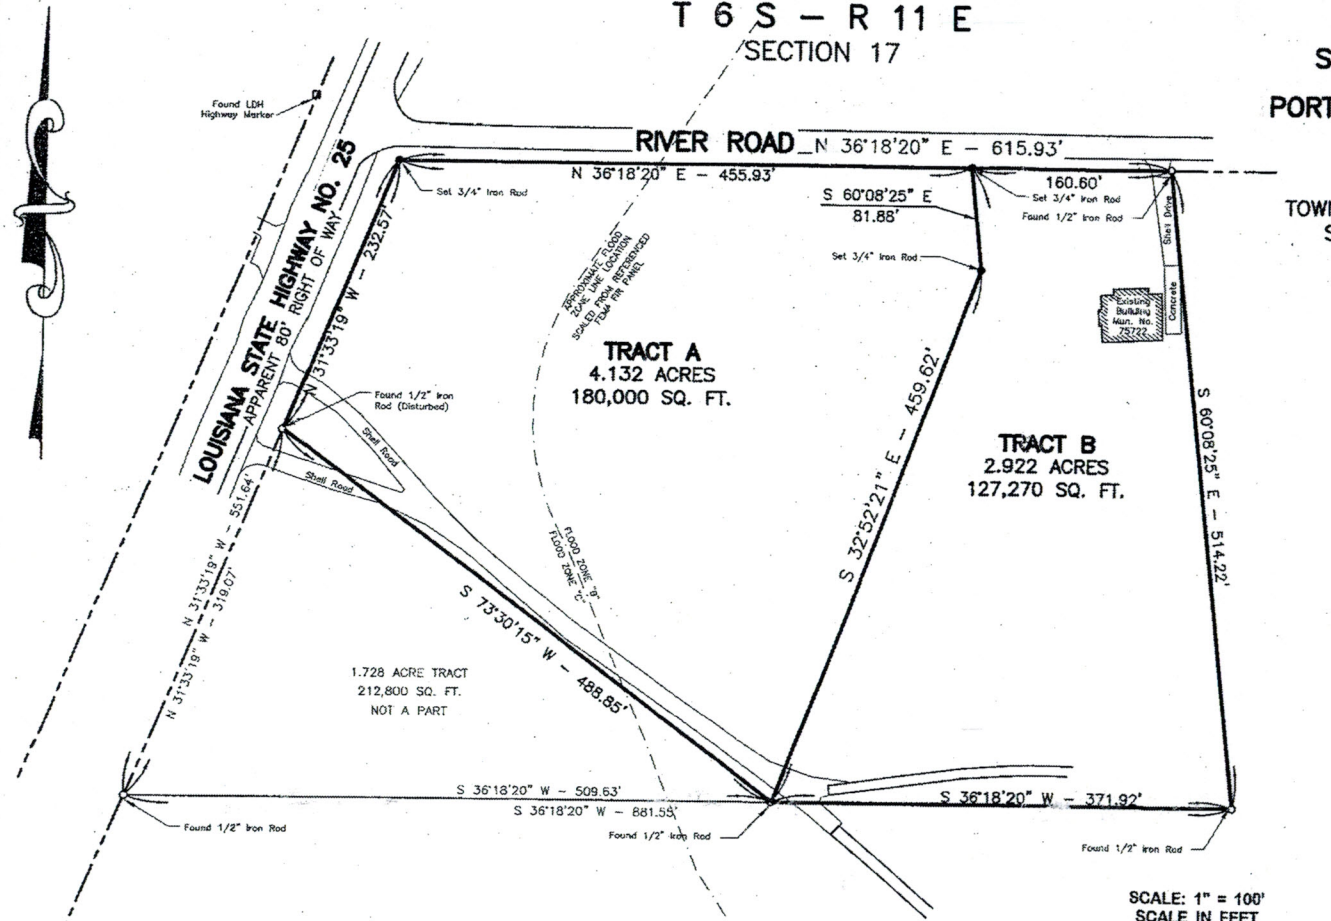 T 6 S – R 11 E
SECTION 17
S
PORT
TOWN
S
Found LDH
Highway Marker
LOUISIANA STATE HIGHWAY NO. 25
APPARENT 80' RIGHT OF WAY
RIVER ROAD
N 36°18'20" E – 615.93'
N 36°18'20" E – 455.93'
160.60'
Set 3/4" Iron Rod
S 60°08'25" E
81.88'
Set 3/4" Iron Rod
Found 1/2" Iron Rod
Set 3/4" Iron Rod
Shell Drive
Concrete
Existing
Building
Mun. No.
75722
N 31°33'19" W – 232.57'
APPROXIMATE FLOOD
ZONE LINE LOCATION
SCALED FROM REFERENCED
FEMA FIR PANEL
TRACT A
4.132 ACRES
180,000 SQ. FT.
Found 1/2" Iron
Rod (Disturbed)
Shell Road
Shell Road
S 32°52'21" E – 459.62'
TRACT B
2.922 ACRES
127,270 SQ. FT.
S 60°08'25" E – 514.22'
N 31°33'19" W – 551.64'
N 31°33'19" W – 319.07'
FLOOD ZONE "B"
FLOOD ZONE "C"
S 73°30'15" W – 488.85'
1.728 ACRE TRACT
212,800 SQ. FT.
NOT A PART
S 36°18'20" W – 509.63'
S 36°18'20" W – 881.55'
S 36°18'20" W – 371.92'
Found 1/2" Iron Rod
Found 1/2" Iron Rod
Found 1/2" Iron Rod
SCALE: 1" = 100'
SCALE IN FEET